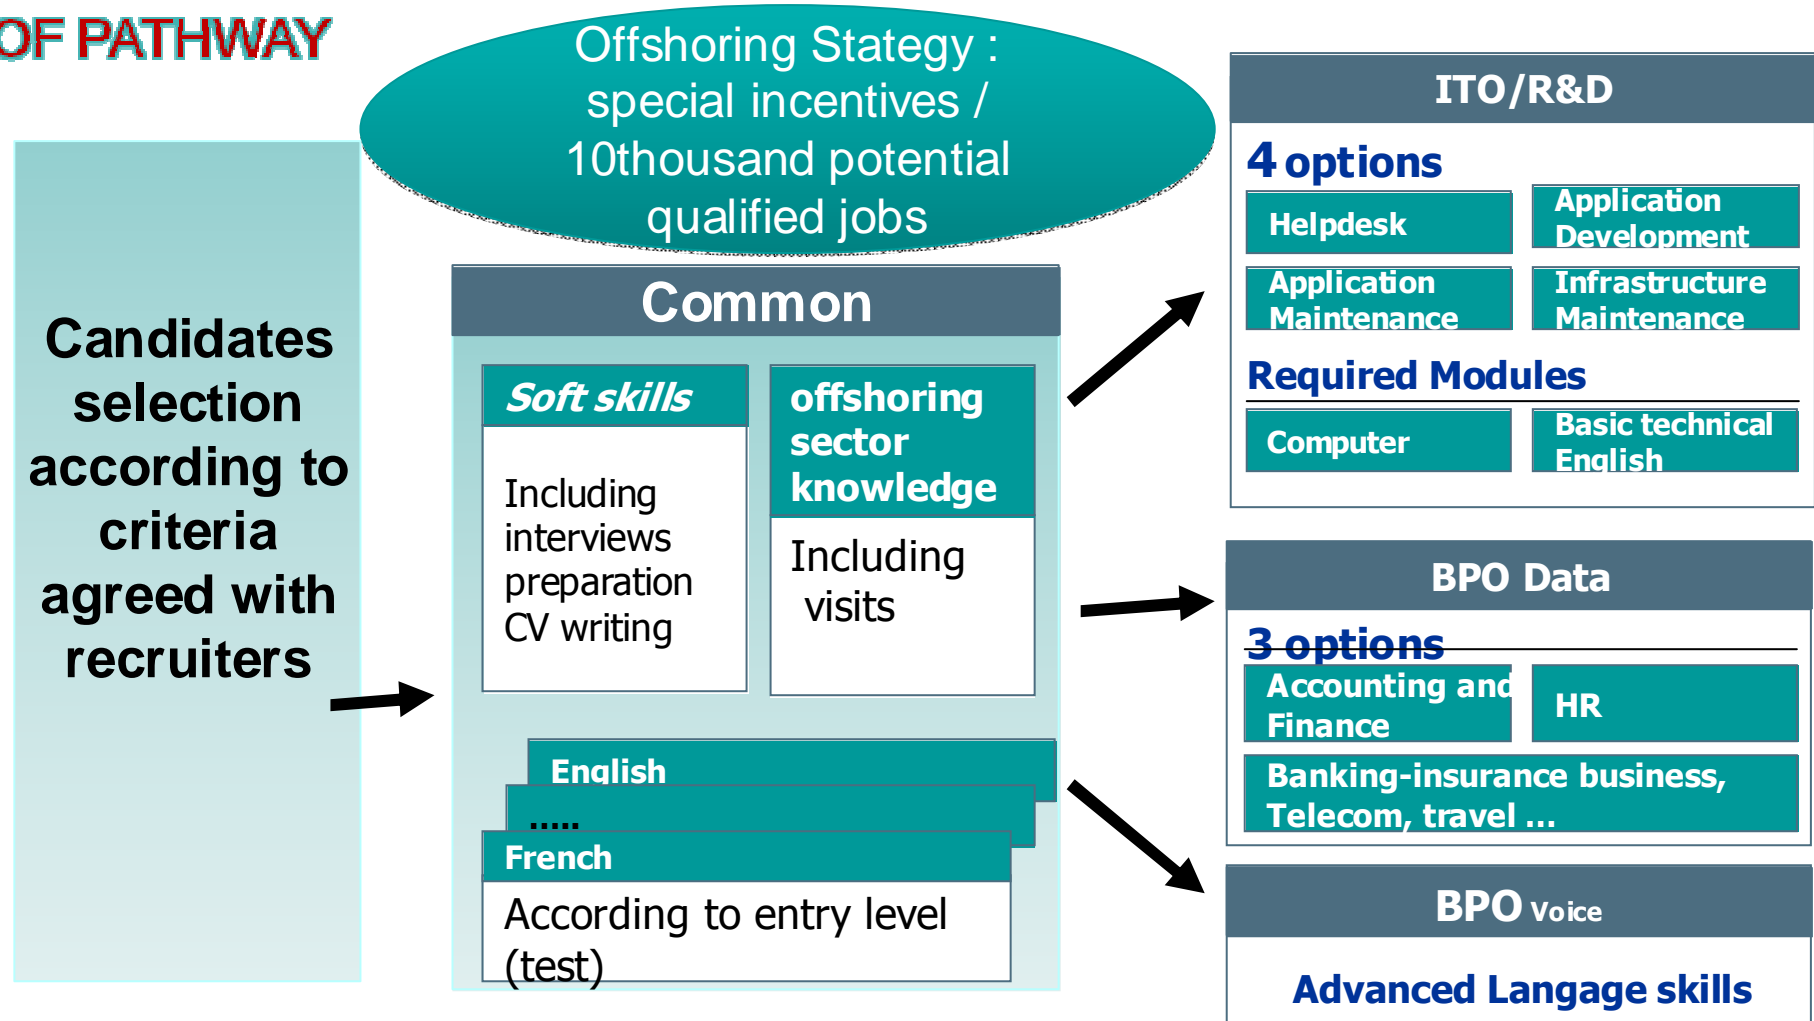 OF PATHWAY
Offshoring Stategy :
special incentives /
10thousand potential
qualified jobs
Candidates
selection
according to
criteria
agreed with
recruiters
Common
Soft skills
Including
interviews
preparation
CV writing
offshoring
sector
knowledge
Including
visits
English
.....
French
According to entry level
(test)
ITO/R&D
4 options
Helpdesk
Application
Development
Application
Maintenance
Infrastructure
Maintenance
Required Modules
Computer
Basic technical
English
BPO Data
3 options
Accounting and
Finance
HR
Banking-insurance business,
Telecom, travel ...
BPO Voice
Advanced Langage skills